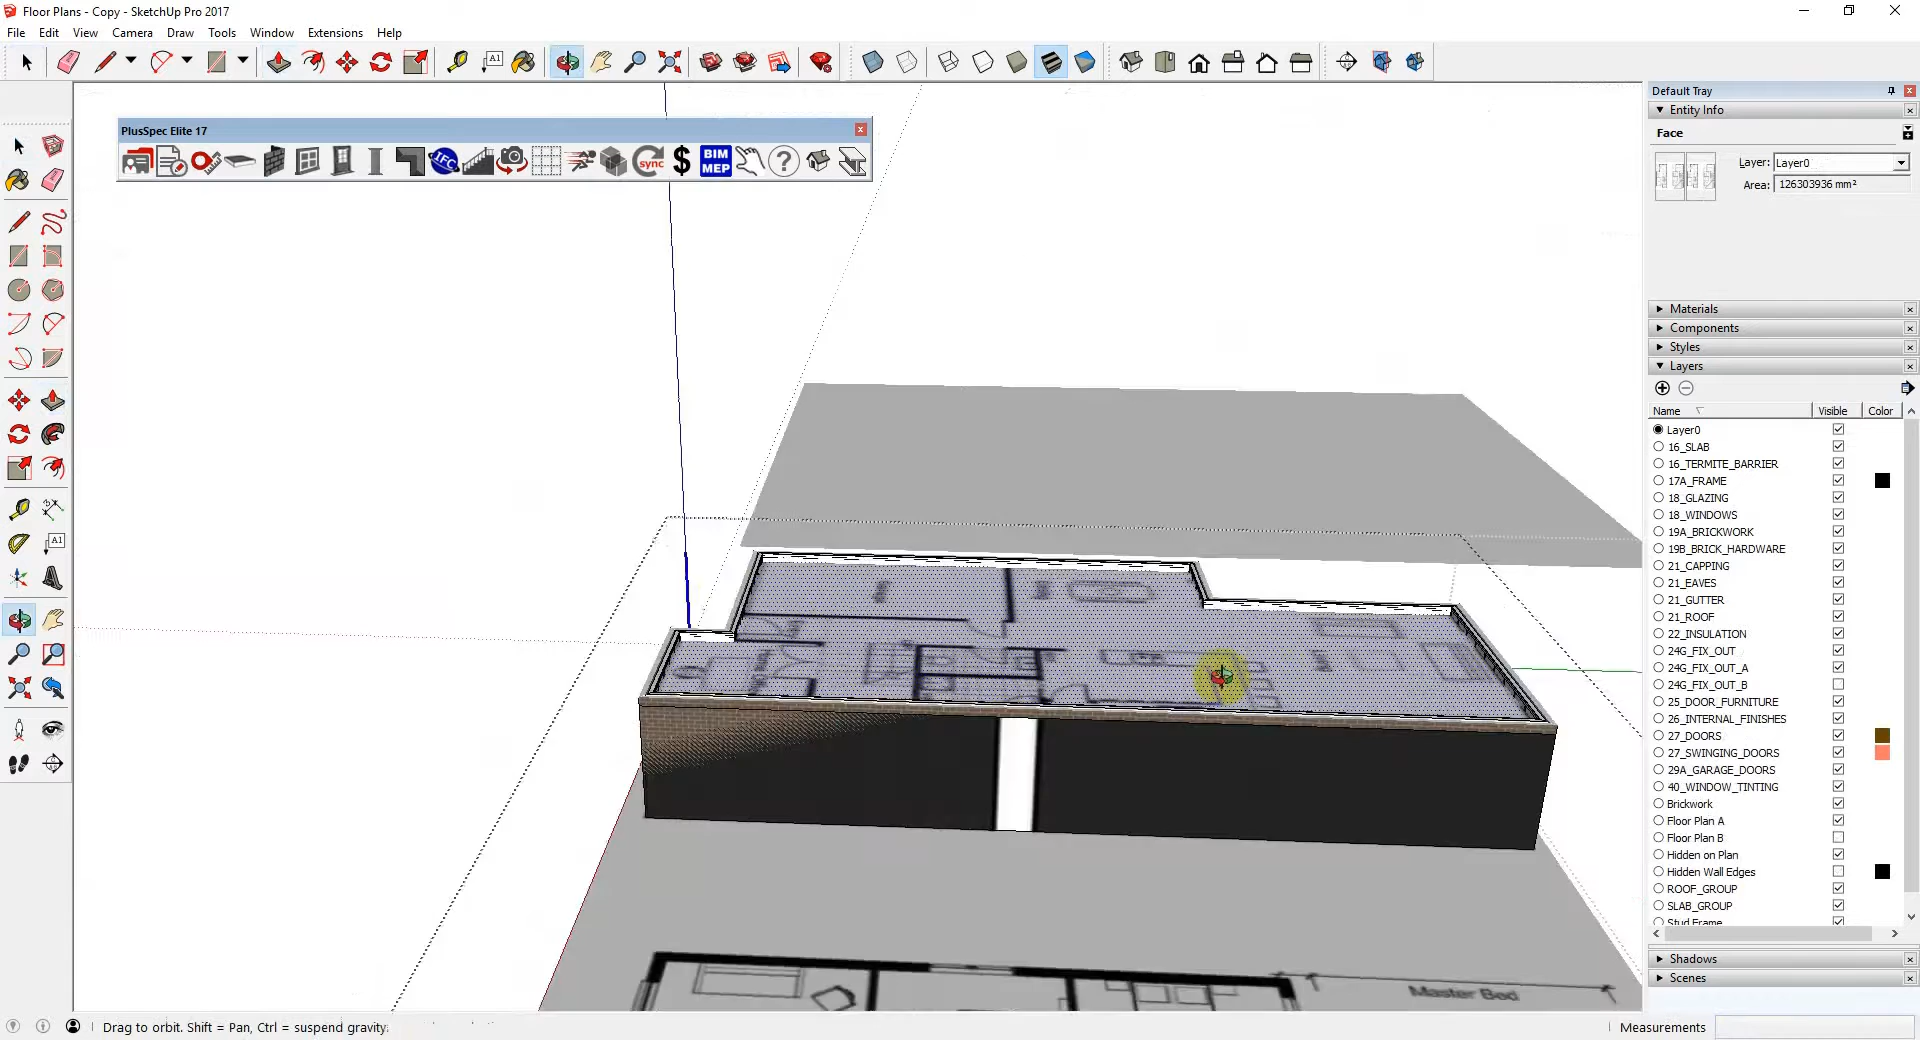 Floor Plans - Copy - SketchUp Pro 2017
File Edit View Camera Draw Tools Window Extensions Help
A1
PlusSpec Elite 17
IFC sync $ BIM MEP ?
Default Tray
Entity Info
Face
Layer: Layer0
Area: 126303936 mm²
Materials
Components
Styles
Layers
Name Visible Color
Layer0
16_SLAB
16_TERMITE_BARRIER
17A_FRAME
18_GLAZING
18_WINDOWS
19A_BRICKWORK
19B_BRICK_HARDWARE
21_CAPPING
21_EAVES
21_GUTTER
21_ROOF
22_INSULATION
24G_FIX_OUT
24G_FIX_OUT_A
24G_FIX_OUT_B
25_DOOR_FURNITURE
26_INTERNAL_FINISHES
27_DOORS
27_SWINGING_DOORS
29A_GARAGE_DOORS
40_WINDOW_TINTING
Brickwork
Floor Plan A
Floor Plan B
Hidden on Plan
Hidden Wall Edges
ROOF_GROUP
SLAB_GROUP
Stud Frame
Shadows
Scenes
A1
Master Bed
Drag to orbit. Shift = Pan, Ctrl = suspend gravity.
Measurements